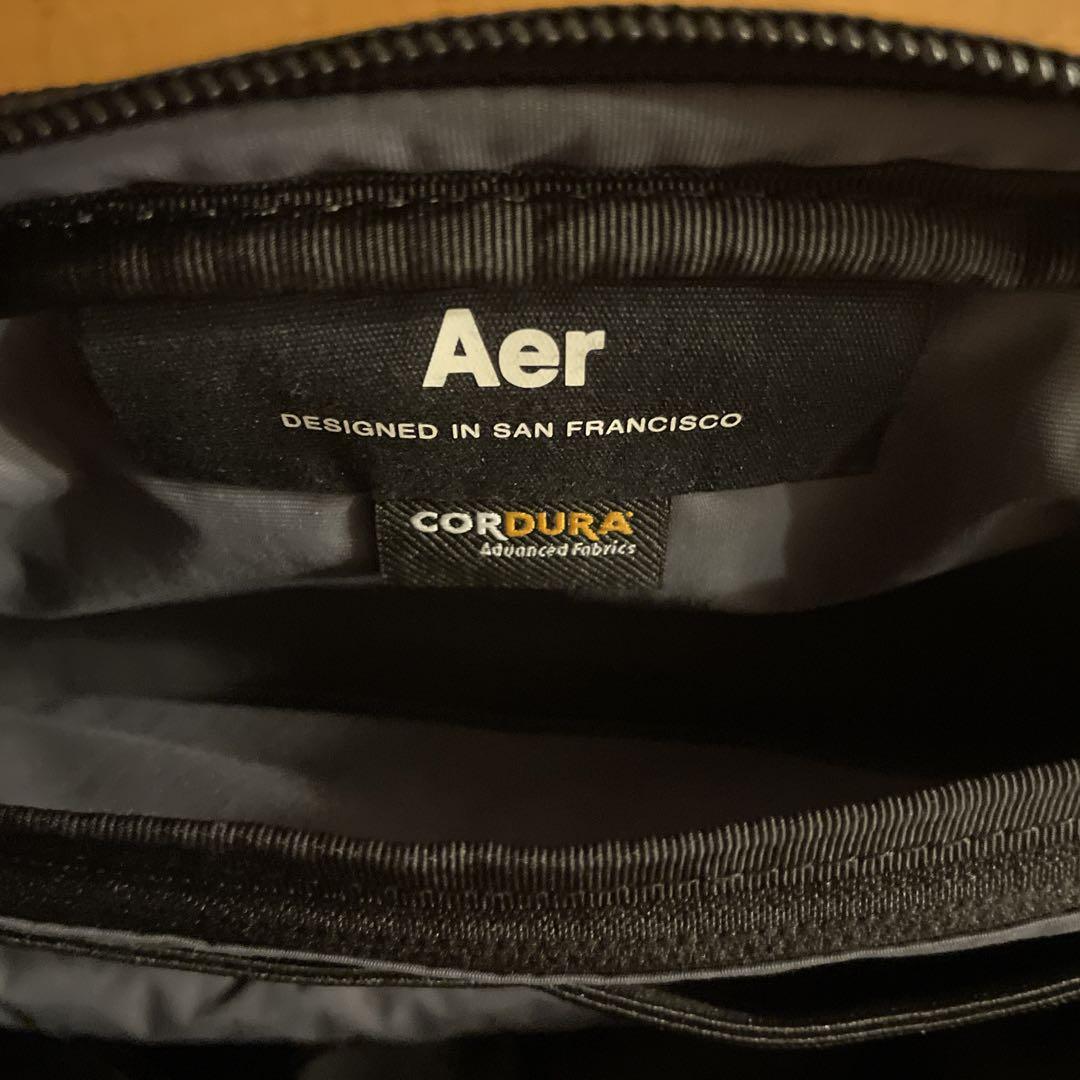 Aer
DESIGNED IN SAN FRANCISCO
CORDURA
Advanced Fabrics